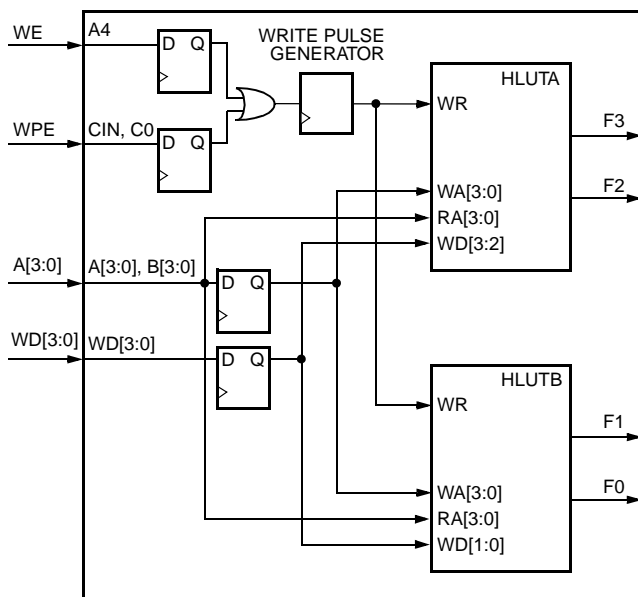 WE
A4
D Q
WRITE PULSE
GENERATOR
HLUTA
WR
F3
WPE
CIN, C0
D Q
F2
WA[3:0]
RA[3:0]
WD[3:2]
A[3:0]
A[3:0], B[3:0]
D Q
WD[3:0]
WD[3:0]
D Q
HLUTB
WR
F1
F0
WA[3:0]
RA[3:0]
WD[1:0]